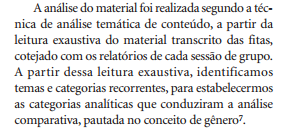 A análise do material foi realizada segundo a téc-
nica de análise temática de conteúdo, a partir da
leitura exaustiva do material transcrito das fitas,
cotejado com os relatórios de cada sessão de grupo.
A partir dessa leitura exaustiva, identificamos
temas e categorias recorrentes, para estabelecermos
as categorias analíticas que conduziram a análise
comparativa, pautada no conceito de gênero⁷.